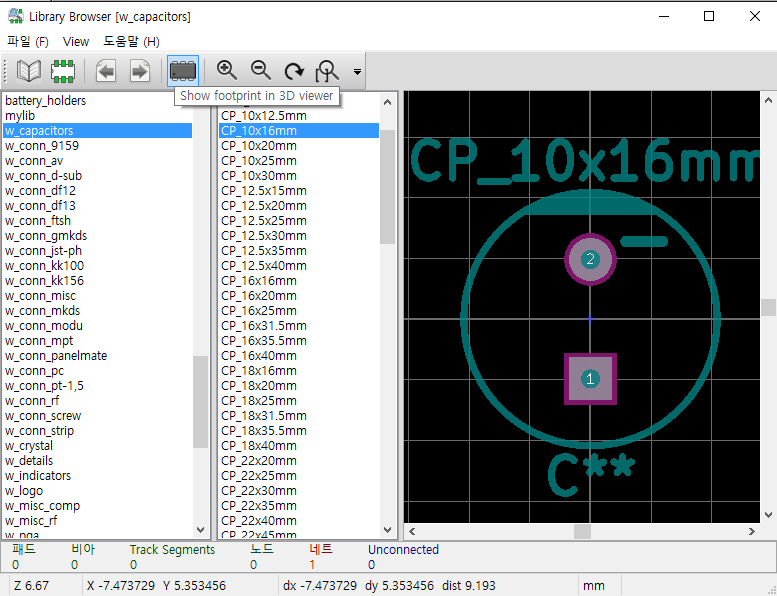 Library Browser [w_capacitors]
파일 (F) View 도움말 (H)
Show footprint in 3D viewer
battery_holders
mylib
w_capacitors
w_conn_9159
w_conn_av
w_conn_d-sub
w_conn_df12
w_conn_df13
w_conn_ftsh
w_conn_gmkds
w_conn_jst-ph
w_conn_kk100
w_conn_kk156
w_conn_misc
w_conn_mkds
w_conn_modu
w_conn_mpt
w_conn_panelmate
w_conn_pc
w_conn_pt-1,5
w_conn_rf
w_conn_screw
w_conn_strip
w_crystal
w_details
w_indicators
w_logo
w_misc_comp
w_misc_rf
CP_10x12.5mm
CP_10x16mm
CP_10x20mm
CP_10x25mm
CP_10x30mm
CP_12.5x15mm
CP_12.5x20mm
CP_12.5x25mm
CP_12.5x30mm
CP_12.5x35mm
CP_12.5x40mm
CP_16x16mm
CP_16x20mm
CP_16x25mm
CP_16x31.5mm
CP_16x35.5mm
CP_16x40mm
CP_18x16mm
CP_18x20mm
CP_18x25mm
CP_18x31.5mm
CP_18x35.5mm
CP_18x40mm
CP_22x20mm
CP_22x25mm
CP_22x30mm
CP_22x35mm
CP_22x40mm
CP_22x45mm
CP_10x16mm
2
1
C**
패드 비아 Track Segments 노드 네트 Unconnected
0 0 0 0 1 0
Z 6.67 X -7.473729 Y 5.353456 dx -7.473729 dy 5.353456 dist 9.193 mm